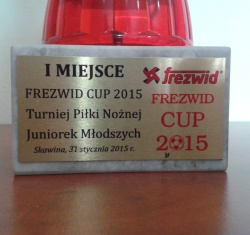 I MIEJSCE
FREZWID CUP 2015
Turniej Piłki Nożnej
Juniorek Młodszych
Skawina, 31 stycznia 2015 r.
frezwid
FREZWID
CUP
2015